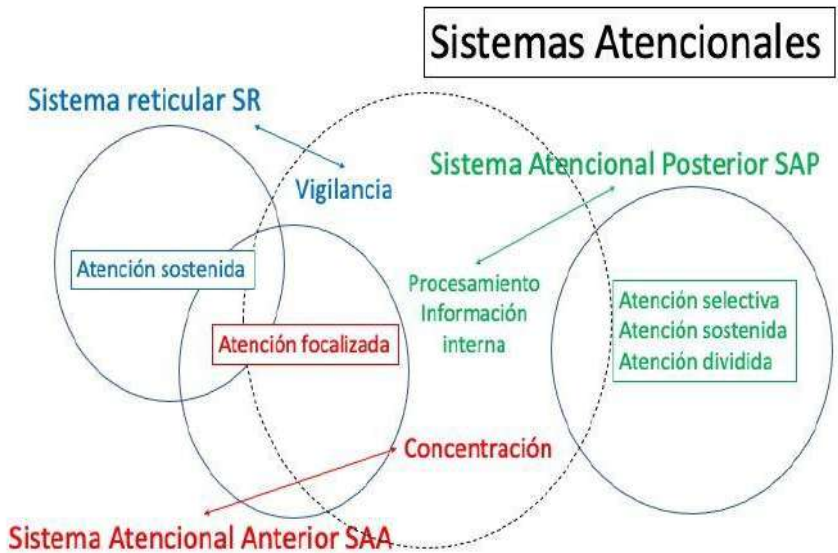 Sistemas Atencionales
Sistema reticular SR
Vigilancia
Sistema Atencional Posterior SAP
Atención sostenida
Procesamiento
Información
interna
Atención selectiva
Atención sostenida
Atención dividida
Atención focalizada
Concentración
Sistema Atencional Anterior SAA